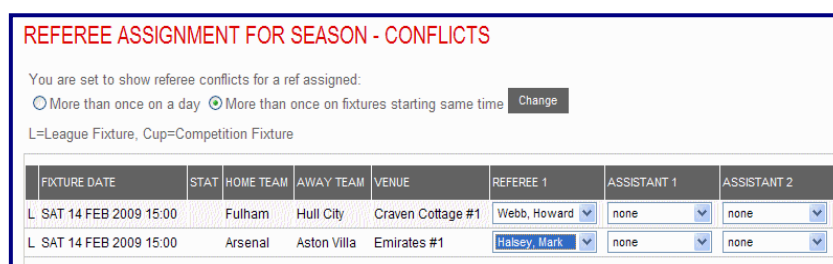 REFEREE ASSIGNMENT FOR SEASON - CONFLICTS
You are set to show referee conflicts for a ref assigned:
More than once on a day More than once on fixtures starting same time Change
L=League Fixture, Cup=Competition Fixture
FIXTURE DATE STAT HOME TEAM AWAY TEAM VENUE REFEREE 1 ASSISTANT 1 ASSISTANT 2
L SAT 14 FEB 2009 15:00 Fulham Hull City Craven Cottage #1 Webb, Howard none none
L SAT 14 FEB 2009 15:00 Arsenal Aston Villa Emirates #1 Halsey, Mark none none